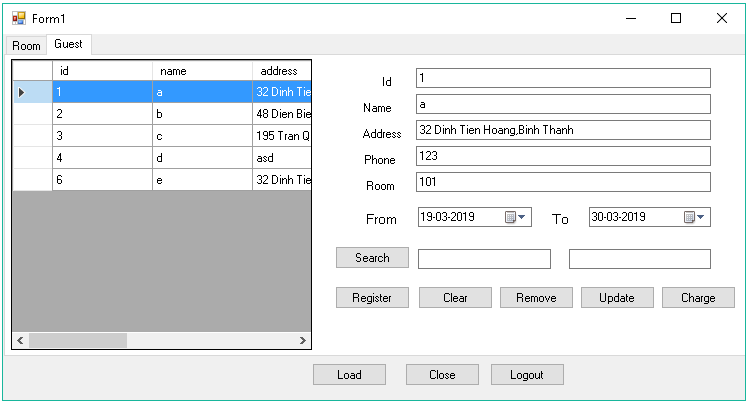 Form1
Room Guest
id name address
1 a 32 Dinh Tie
2 b 48 Dien Bie
3 c 195 Tran Q
4 d asd
6 e 32 Dinh Tie
Id 1
Name a
Address 32 Dinh Tien Hoang,Binh Thanh
Phone 123
Room 101
From 19-03-2019 To 30-03-2019
Search
Register Clear Remove Update Charge
Load Close Logout